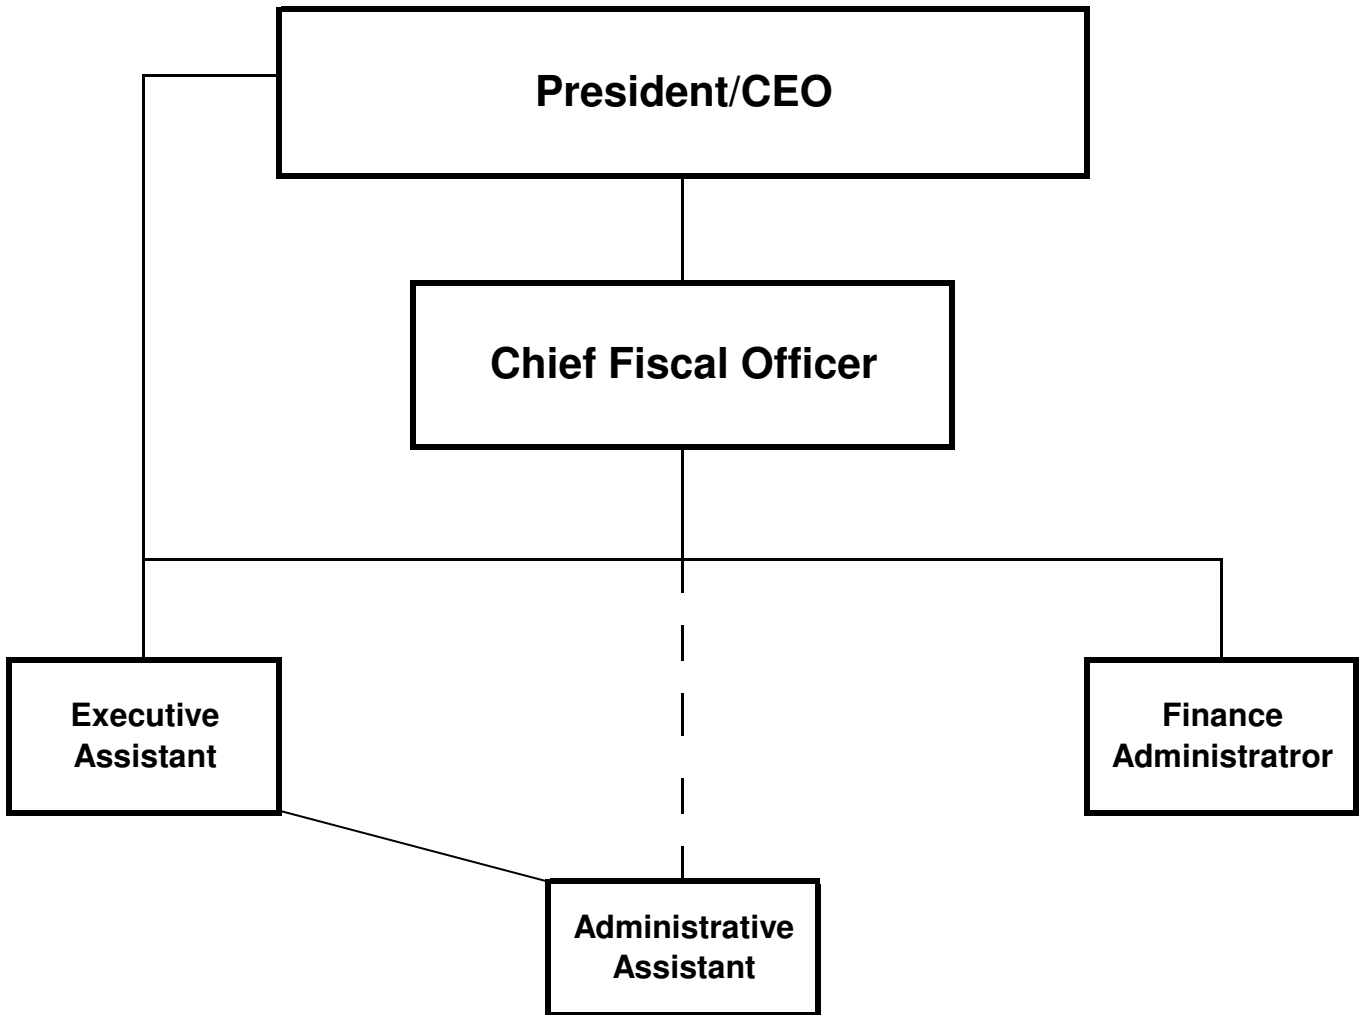 President/CEO
Chief Fiscal Officer
Executive
Assistant
Finance
Administratror
Administrative
Assistant